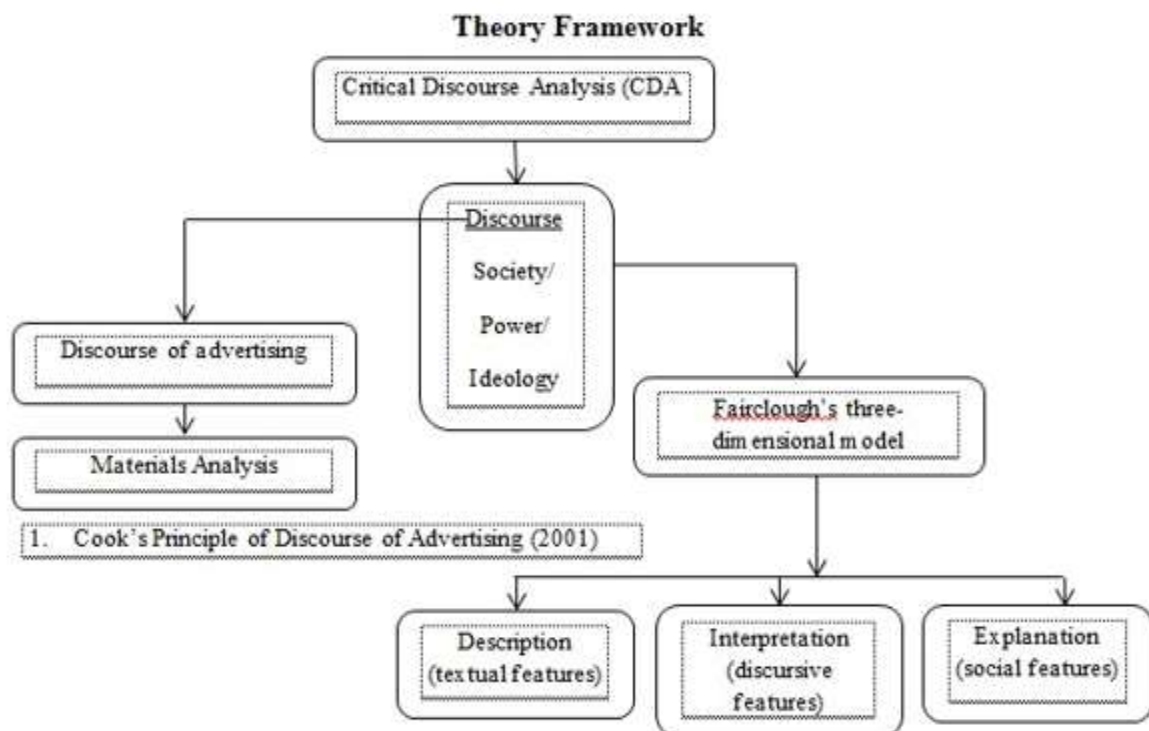 Theory Framework
Critical Discourse Analysis (CDA
Discourse
Society/
Power/
Ideology
Discourse of advertising
Materials Analysis
1. Cook's Principle of Discourse of Advertising (2001)
Fairclough's three-
dimensional model
Description
(textual features)
Interpretation
(discursive
features)
Explanation
(social features)